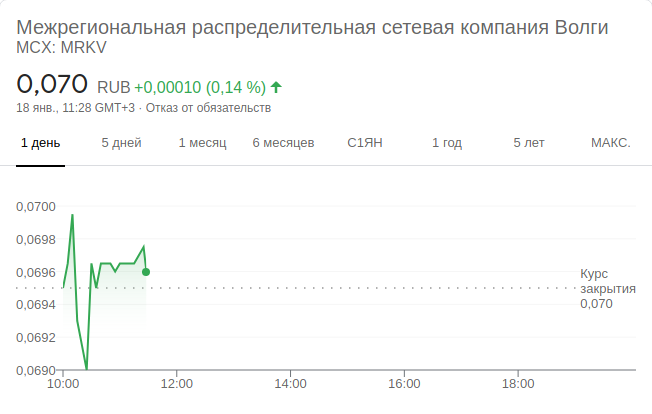 Межрегиональная распределительная сетевая компания Волги
MCX: MRKV
0,070 RUB +0,00010 (0,14 %)
18 янв., 11:28 GMT+3 · Отказ от обязательств
1 день 5 дней 1 месяц 6 месяцев С1ЯН 1 год 5 лет МАКС.
0,0700
0,0698
0,0696
0,0694
0,0692
0,0690
Курс
закрытия
0,070
10:00 12:00 14:00 16:00 18:00